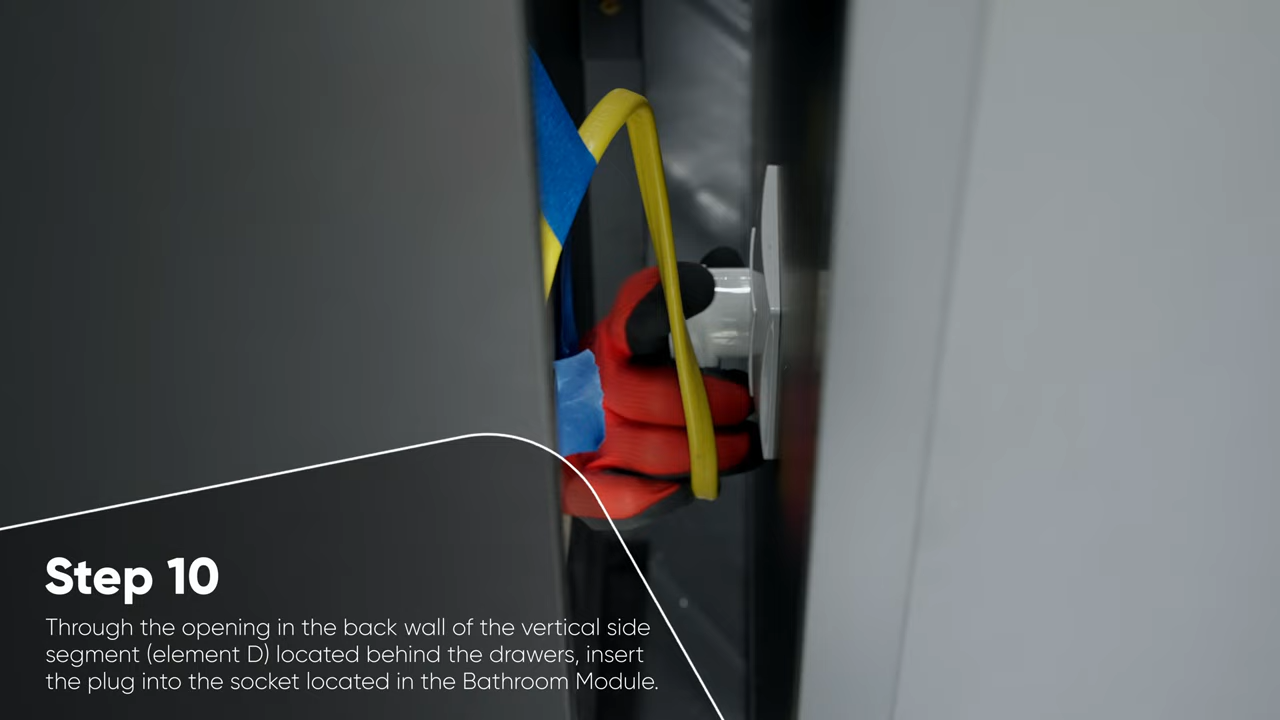 Step 10
Through the opening in the back wall of the vertical side
segment (element D) located behind the drawers, insert
the plug into the socket located in the Bathroom Module.